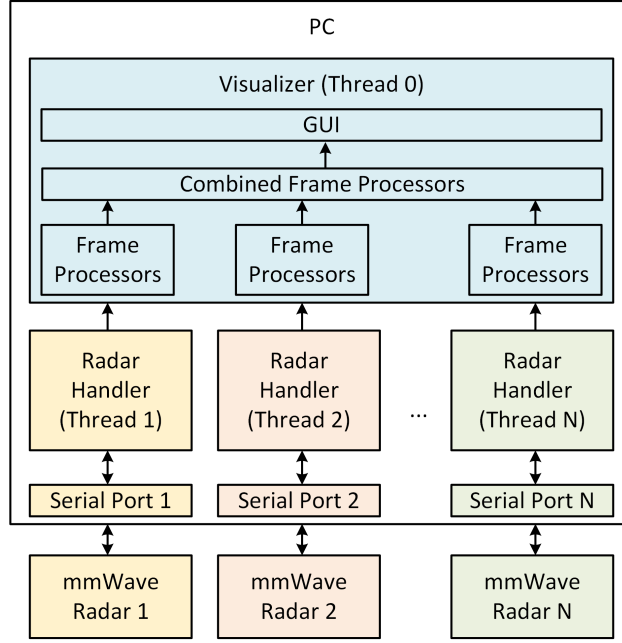 PC
Visualizer (Thread 0)
GUI
Combined Frame Processors
Frame
Processors
Frame
Processors
Frame
Processors
Radar
Handler
(Thread 1)
Radar
Handler
(Thread 2)
...
Radar
Handler
(Thread N)
Serial Port 1
Serial Port 2
Serial Port N
mmWave
Radar 1
mmWave
Radar 2
mmWave
Radar N